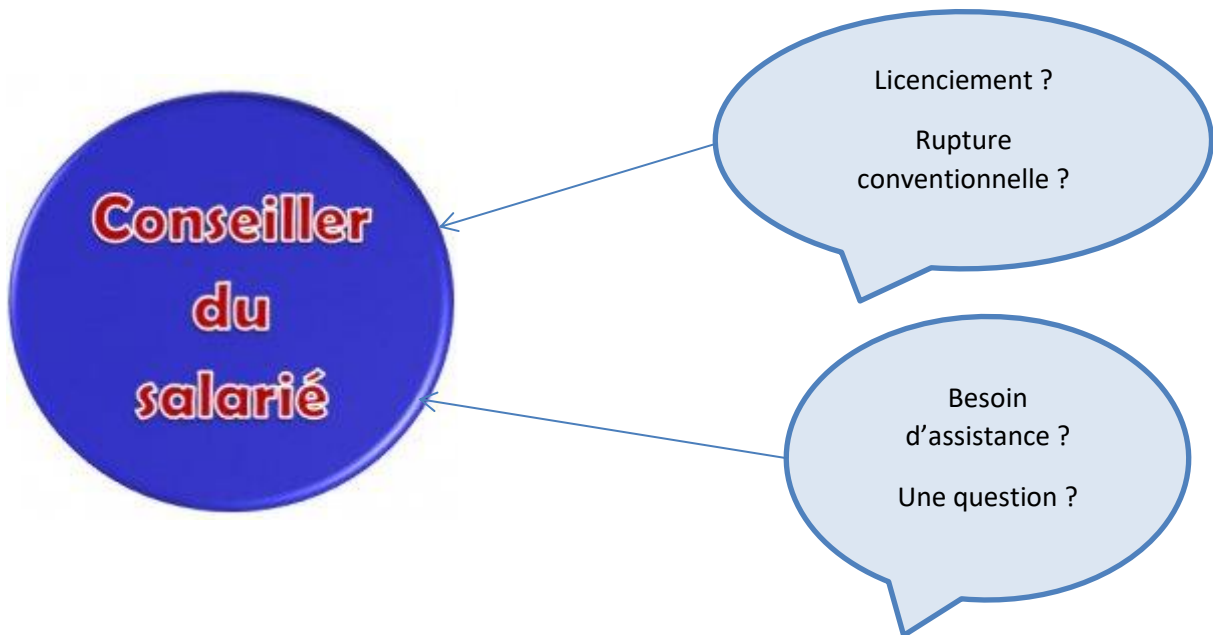 Conseiller
du
salarié
Licenciement ?
Rupture
conventionnelle ?
Besoin
d’assistance ?
Une question ?